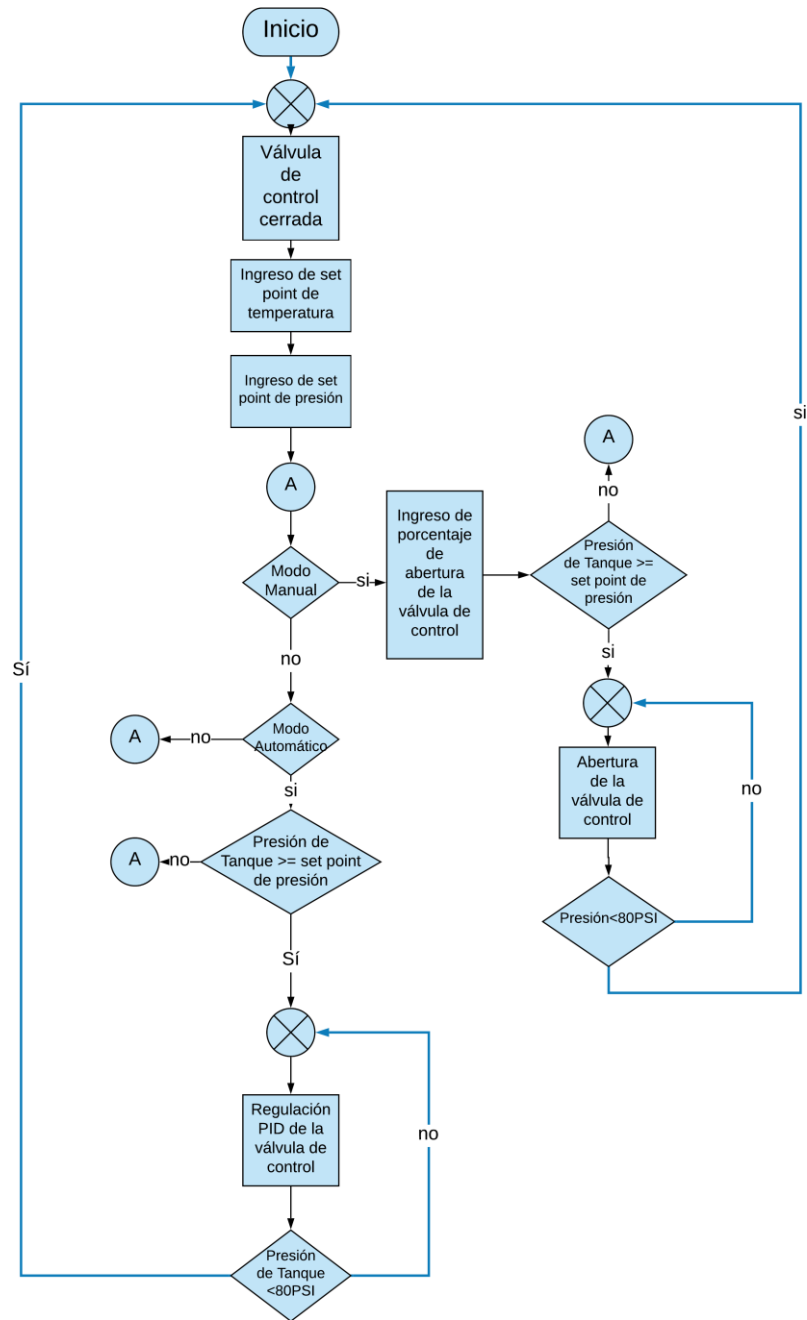 Inicio
Válvula
de
control
cerrada
Ingreso de set
point de
temperatura
Ingreso de set
point de presión
A
Modo
Manual
si
Ingreso de
porcentaje
de
abertura
de la
válvula de
control
Presión
de Tanque >=
set point de
presión
no
A
si
Abertura
de la
válvula de
control
Presión<80PSI
no
si
no
Modo
Automático
no
A
si
Presión de
Tanque >= set point
de presión
no
A
Sí
Regulación
PID de la
válvula de
control
Presión
de Tanque
<80PSI
no
Sí